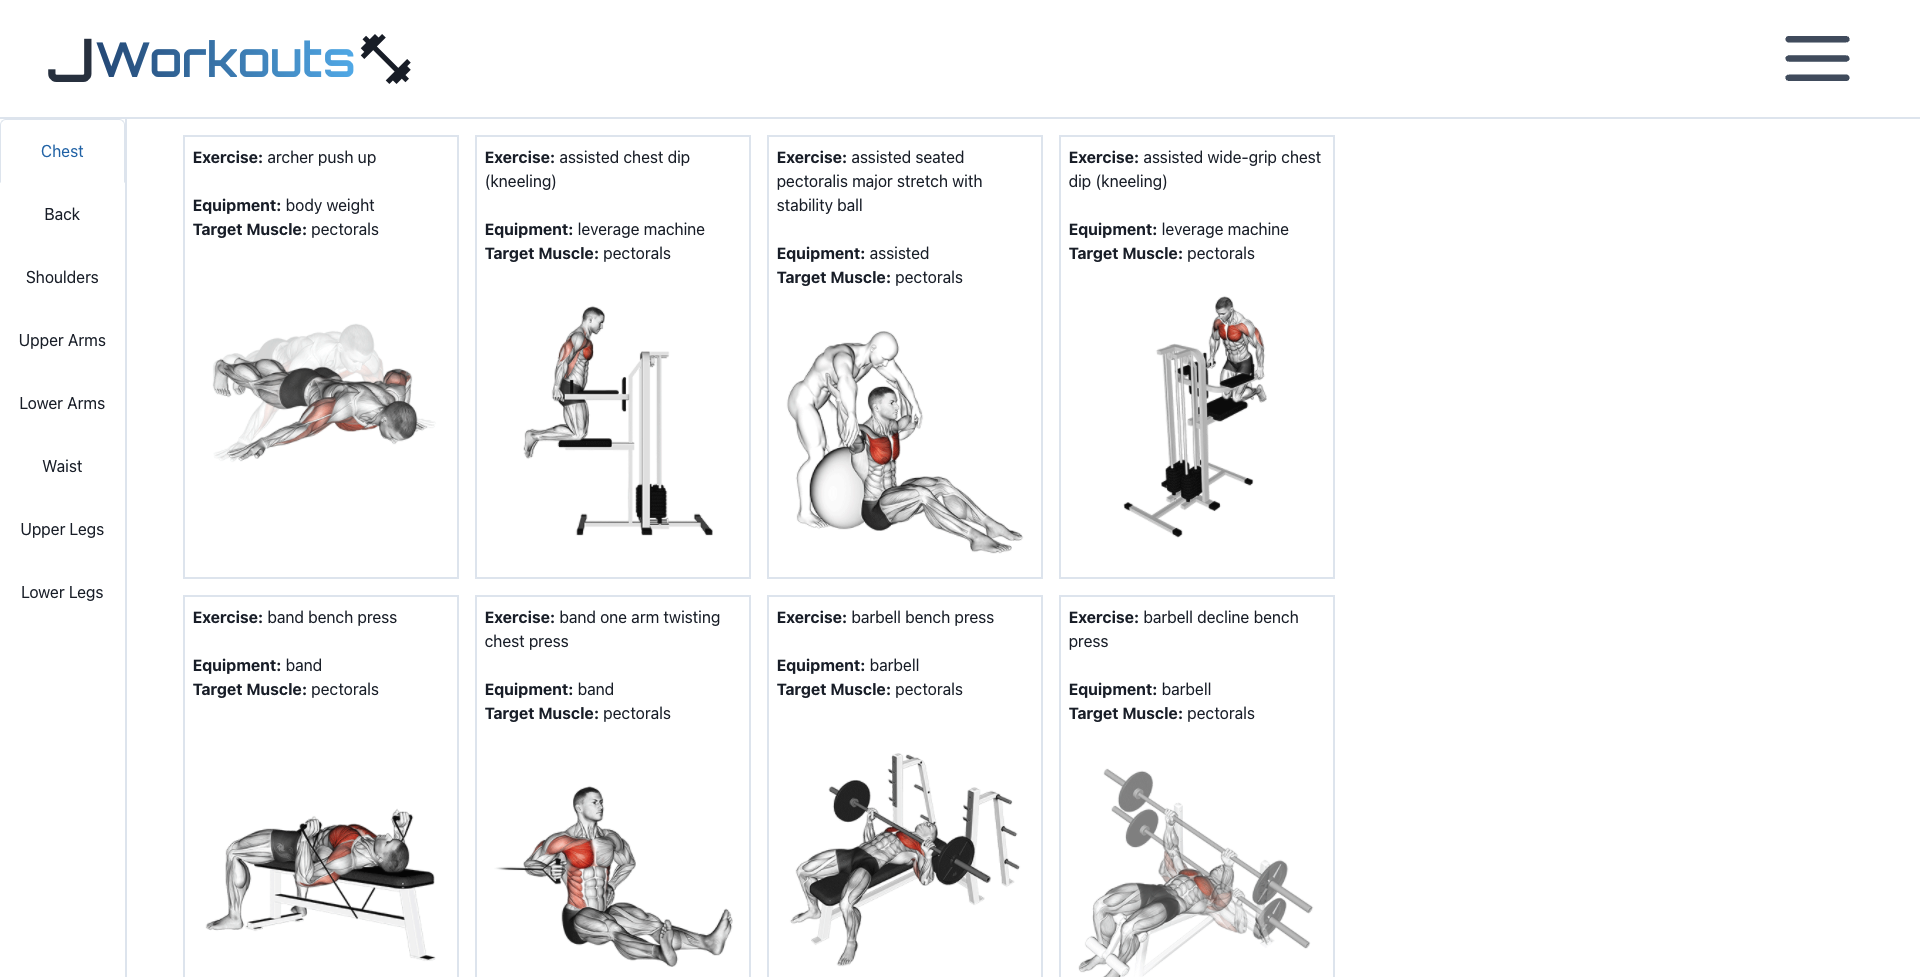 JWorkouts
Chest
Back
Shoulders
Upper Arms
Lower Arms
Waist
Upper Legs
Lower Legs
Exercise: archer push up
Equipment: body weight
Target Muscle: pectorals
Exercise: assisted chest dip
(kneeling)
Equipment: leverage machine
Target Muscle: pectorals
Exercise: assisted seated
pectoralis major stretch with
stability ball
Equipment: assisted
Target Muscle: pectorals
Exercise: assisted wide-grip chest
dip (kneeling)
Equipment: leverage machine
Target Muscle: pectorals
Exercise: band bench press
Equipment: band
Target Muscle: pectorals
Exercise: band one arm twisting
chest press
Equipment: band
Target Muscle: pectorals
Exercise: barbell bench press
Equipment: barbell
Target Muscle: pectorals
Exercise: barbell decline bench
press
Equipment: barbell
Target Muscle: pectorals